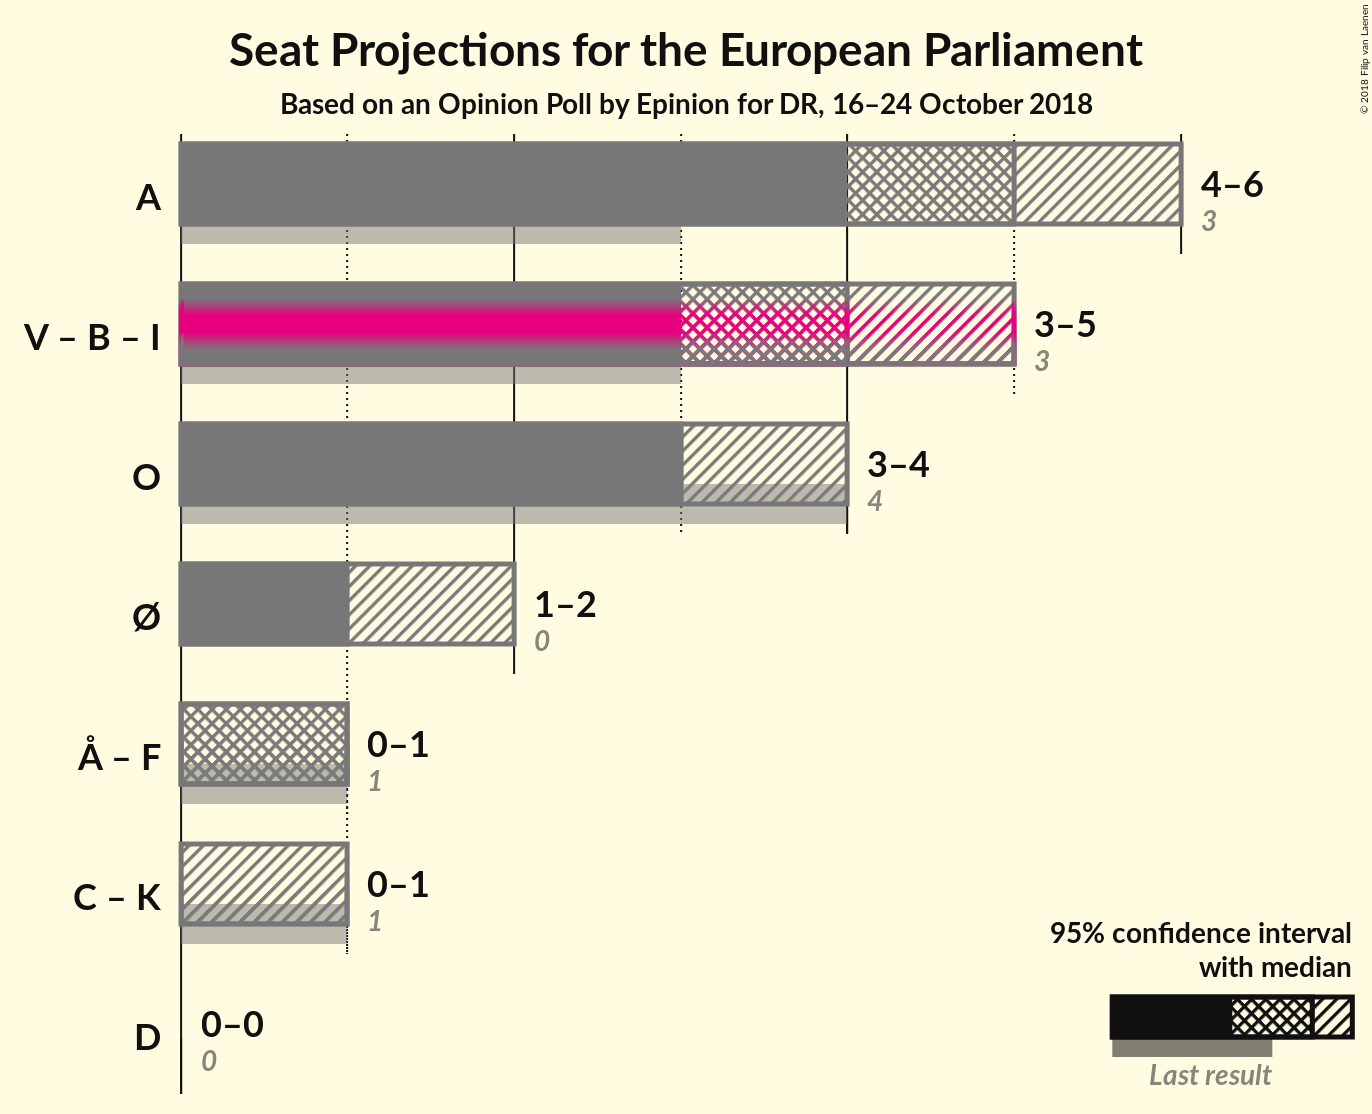 Seat Projections for the European Parliament
Based on an Opinion Poll by Epinion for DR, 16–24 October 2018
© 2018 Filip van Laenen
A
4–6
3
V – B – I
3–5
3
O
3–4
4
Ø
1–2
0
Å – F
0–1
1
C – K
0–1
1
D
0–0
0
95% confidence interval
with median
Last result